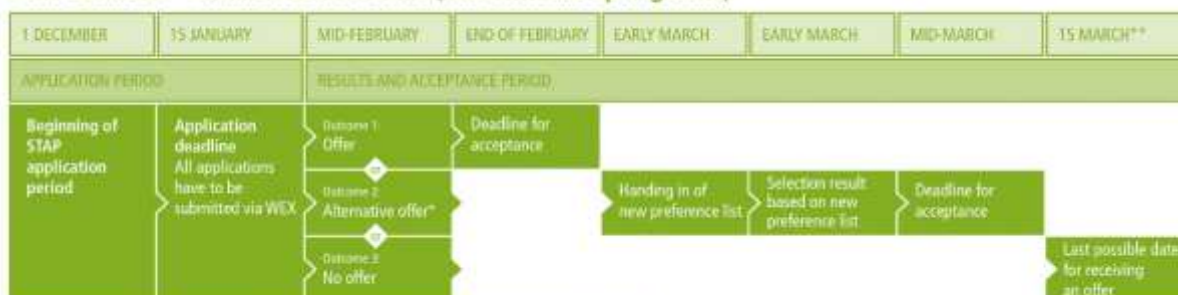 1 DECEMBER
15 JANUARY
MID-FEBRUARY
END OF FEBRUARY
EARLY MARCH
EARLY MARCH
MID-MARCH
15 MARCH**
APPLICATION PERIOD
RESULTS AND ACCEPTANCE PERIOD
Beginning of
STAP
application
period
Application
deadline
All applications
have to be
submitted via WEX
Outcome 1
Offer
or
Outcome 2
Alternative offer*
or
Outcome 3
No offer
Deadline for
acceptance
Handing in of
new preference list
Selection result
based on new
preference list
Deadline for
acceptance
Last possible date
for receiving
an offer